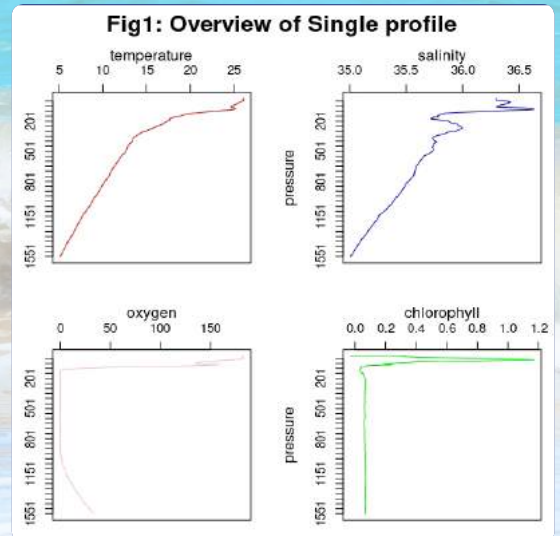 Fig1: Overview of Single profile
temperature
5 10 15 20 25
201
501
801
1151
1551
salinity
35.0 35.5 36.0 36.5
pressure
201
501
801
1151
1551
oxygen
0 50 100 150
201
501
801
1151
1551
chlorophyll
0.0 0.2 0.4 0.6 0.8 1.0 1.2
pressure
201
501
801
1151
1551